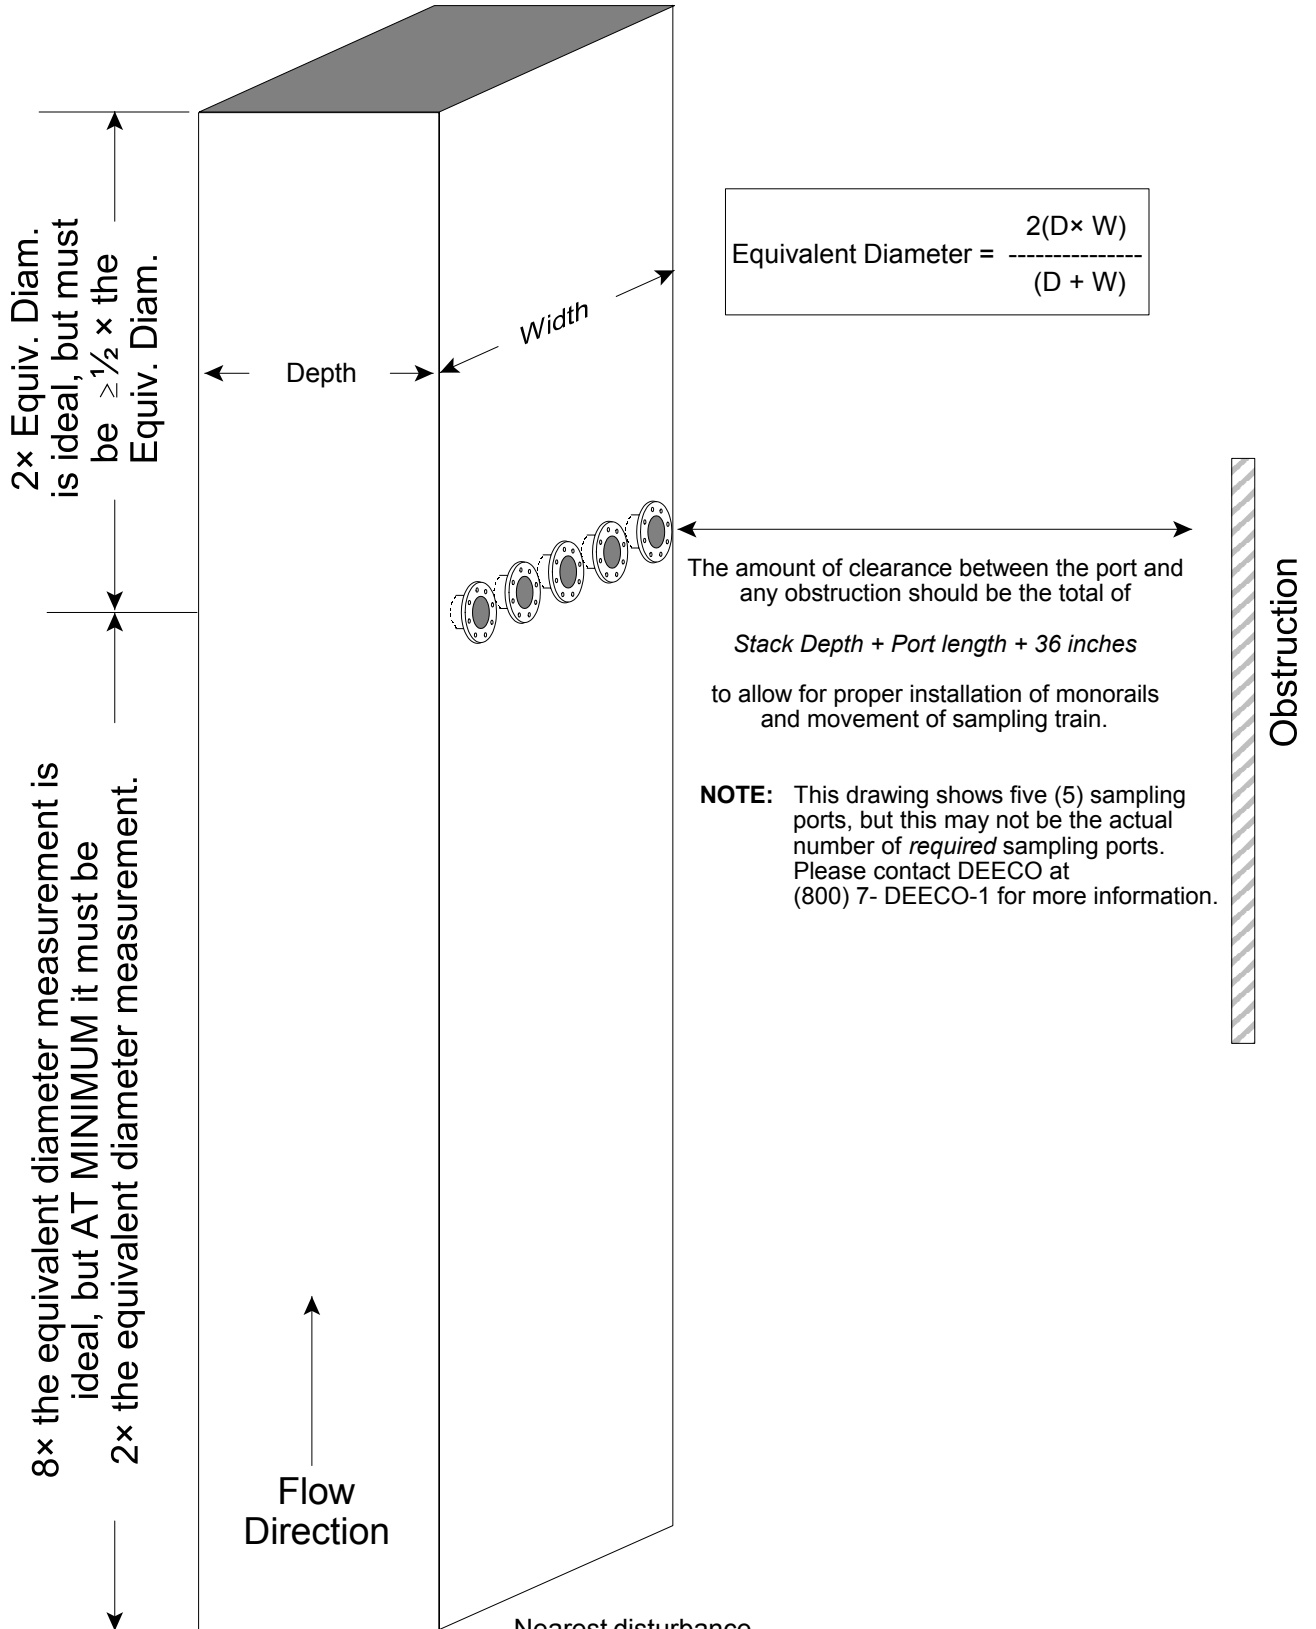 2× Equiv. Diam.
is ideal, but must
be ≥½ × the
Equiv. Diam.
Equivalent Diameter = 2(D× W)
---------------
(D + W)
Width
Depth
The amount of clearance between the port and
any obstruction should be the total of
Stack Depth + Port length + 36 inches
to allow for proper installation of monorails
and movement of sampling train.
Obstruction
NOTE: This drawing shows five (5) sampling
ports, but this may not be the actual
number of required sampling ports.
Please contact DEECO at
(800) 7- DEECO-1 for more information.
8× the equivalent diameter measurement is
ideal, but AT MINIMUM it must be
2× the equivalent diameter measurement.
Flow
Direction
Nearest disturbance